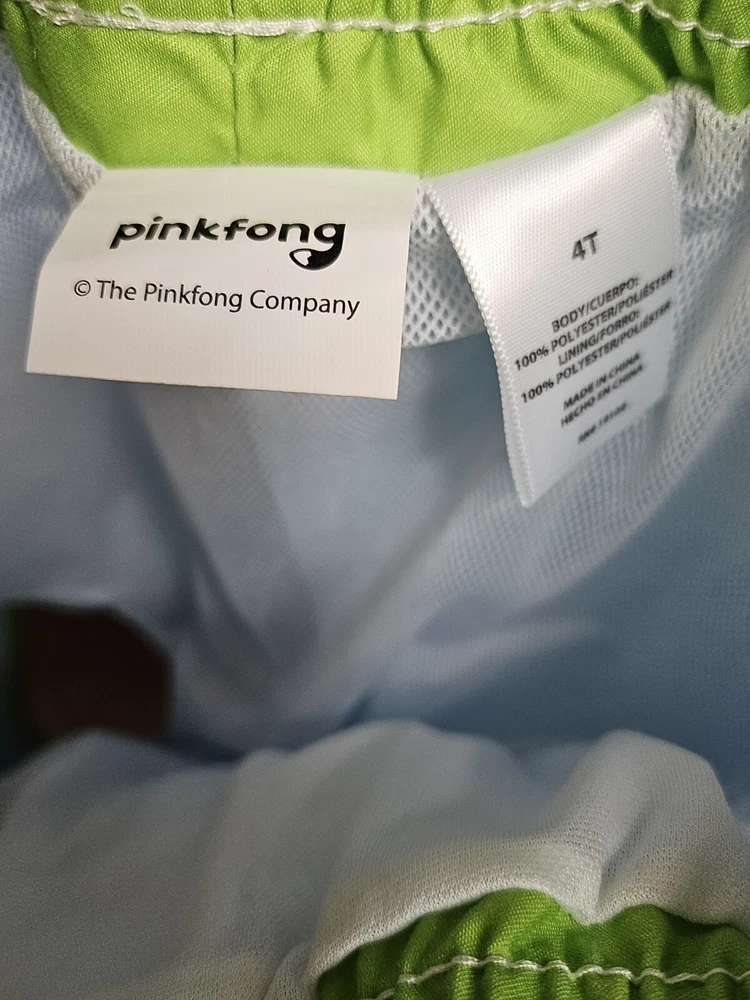 pinkfong
© The Pinkfong Company
4T
BODY/CUERPO:
100% POLYESTER/POLIÉSTER
LINING/FORRO:
100% POLYESTER/POLIÉSTER
MADE IN CHINA
HECHO EN CHINA